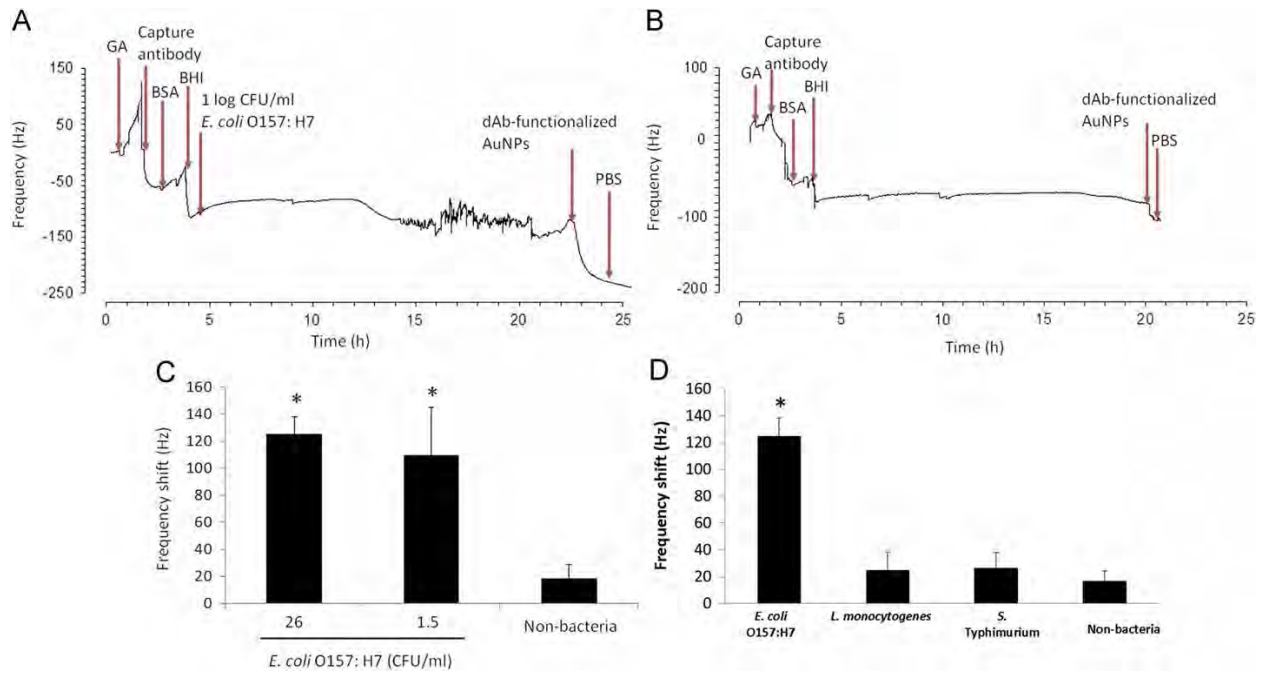 A
GA
Capture
antibody
BSA
BHI
1 log CFU/ml
E. coli O157: H7
dAb-functionalized
AuNPs
PBS
Frequency (Hz)
150
50
-50
-150
-250
0
5
10
15
20
25
Time (h)
B
GA
Capture
antibody
BSA
BHI
dAb-functionalized
AuNPs
PBS
Frequency (Hz)
100
0
-100
-200
0
5
10
15
20
25
Time (h)
C
Frequency shift (Hz)
160
140
120
100
80
60
40
20
0
*
*
26
1.5
Non-bacteria
E. coli O157: H7 (CFU/ml)
D
Frequency shift (Hz)
160
140
120
100
80
60
40
20
0
*
E. coli
O157:H7
L. monocytogenes
S.
Typhimurium
Non-bacteria